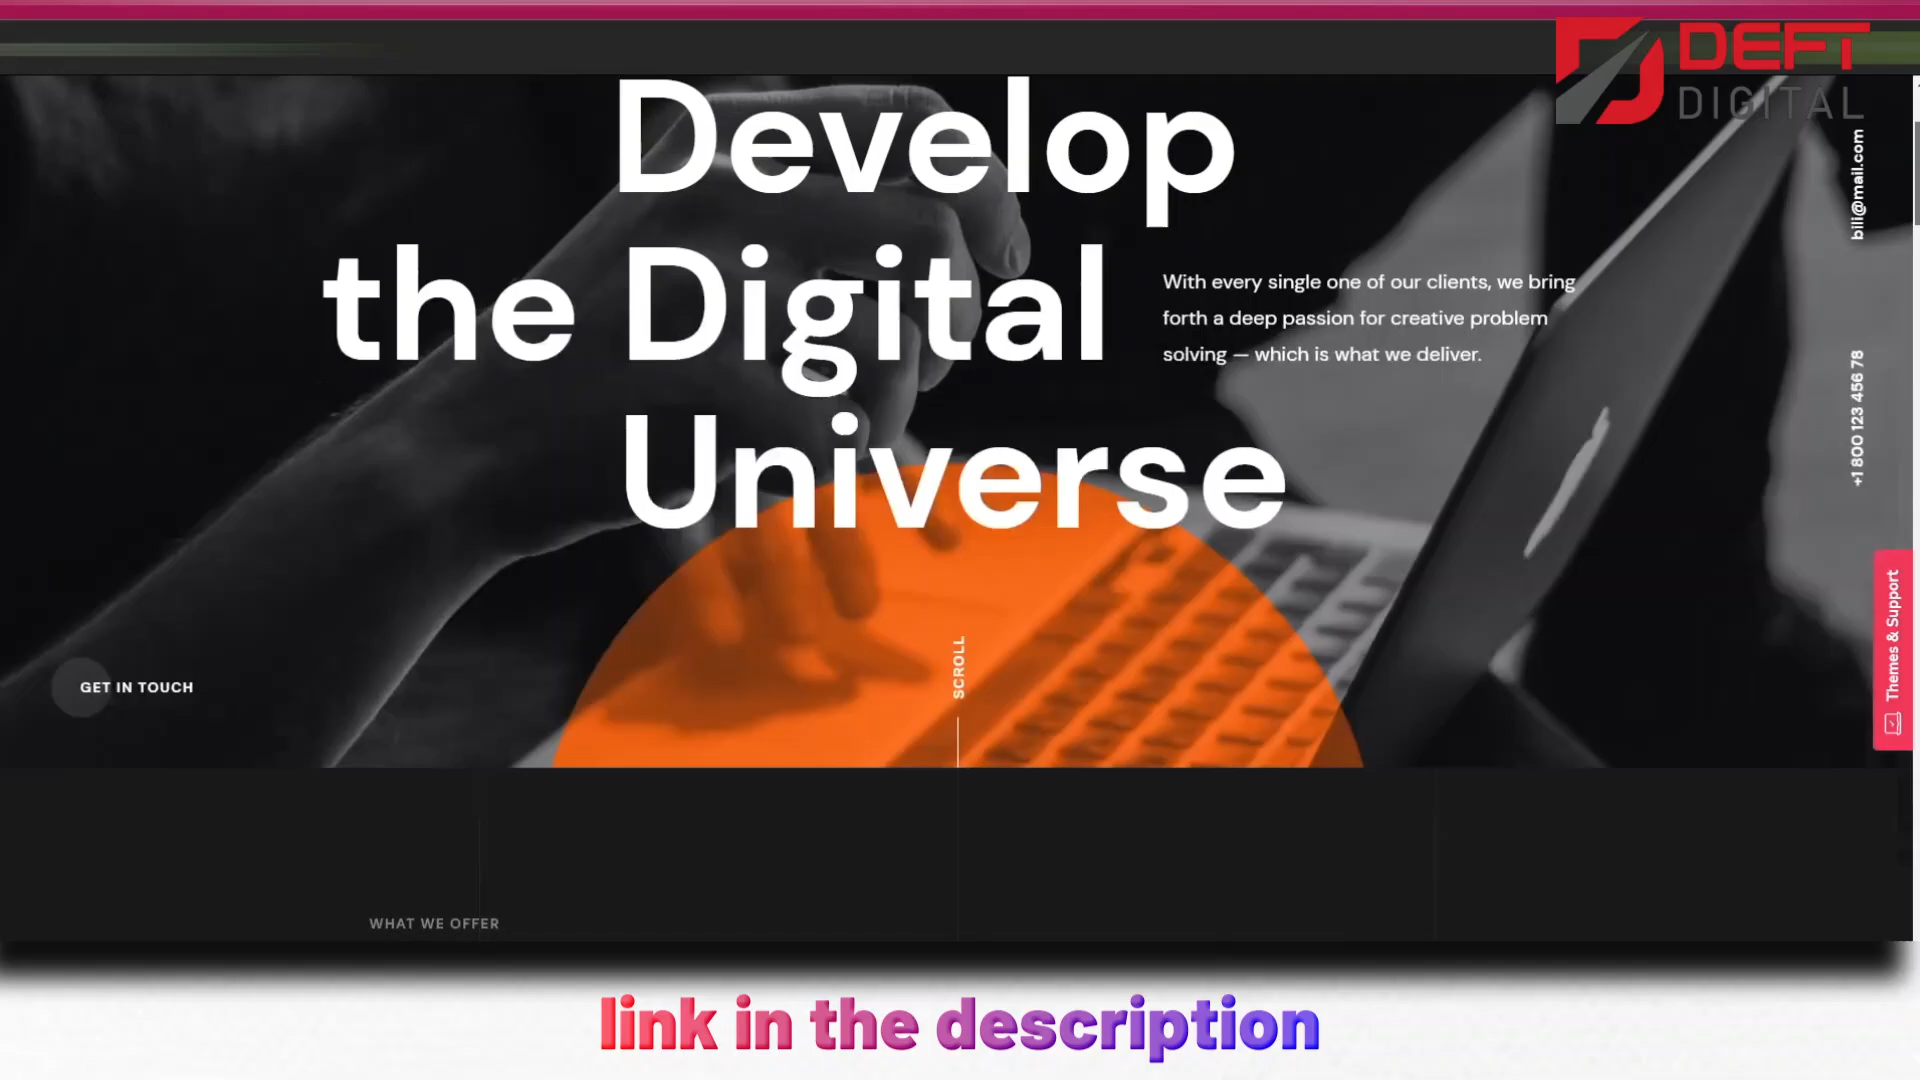 DEFT
DIGITAL
Develop
the Digital
Universe
With every single one of our clients, we bring
forth a deep passion for creative problem
solving — which is what we deliver.
bili@mail.com
+1 800 123 456 78
Themes & Support
GET IN TOUCH
SCROLL
WHAT WE OFFER
link in the description